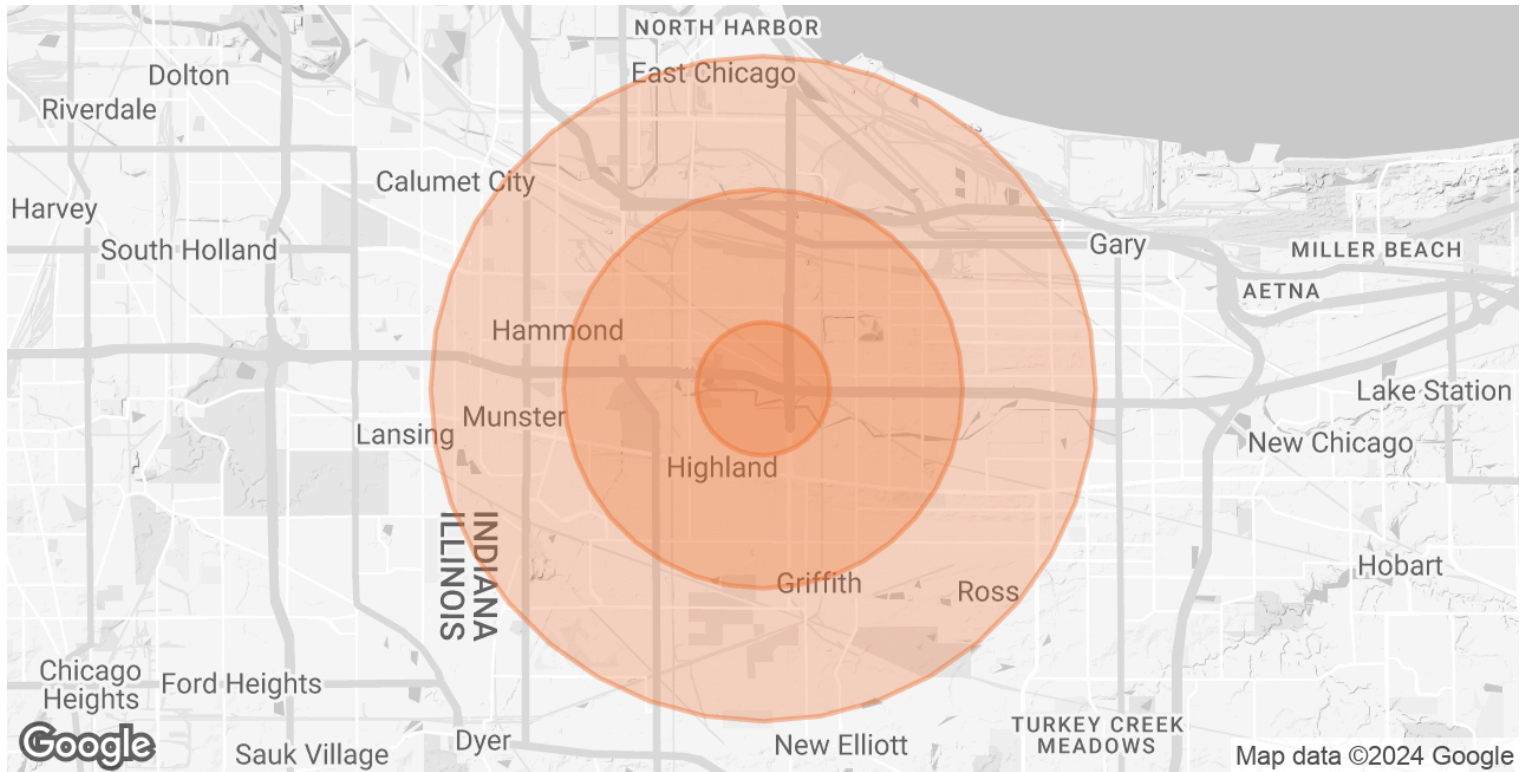 NORTH HARBOR
East Chicago
Dolton
Riverdale
Calumet City
Harvey
South Holland
Gary
MILLER BEACH
AETNA
Hammond
Lake Station
Munster
Lansing
New Chicago
Highland
INDIANA
ILLINOIS
Hobart
Griffith
Ross
Chicago
Heights
Ford Heights
TURKEY CREEK
MEADOWS
Google
Sauk Village
Dyer
New Elliott
Map data ©2024 Google